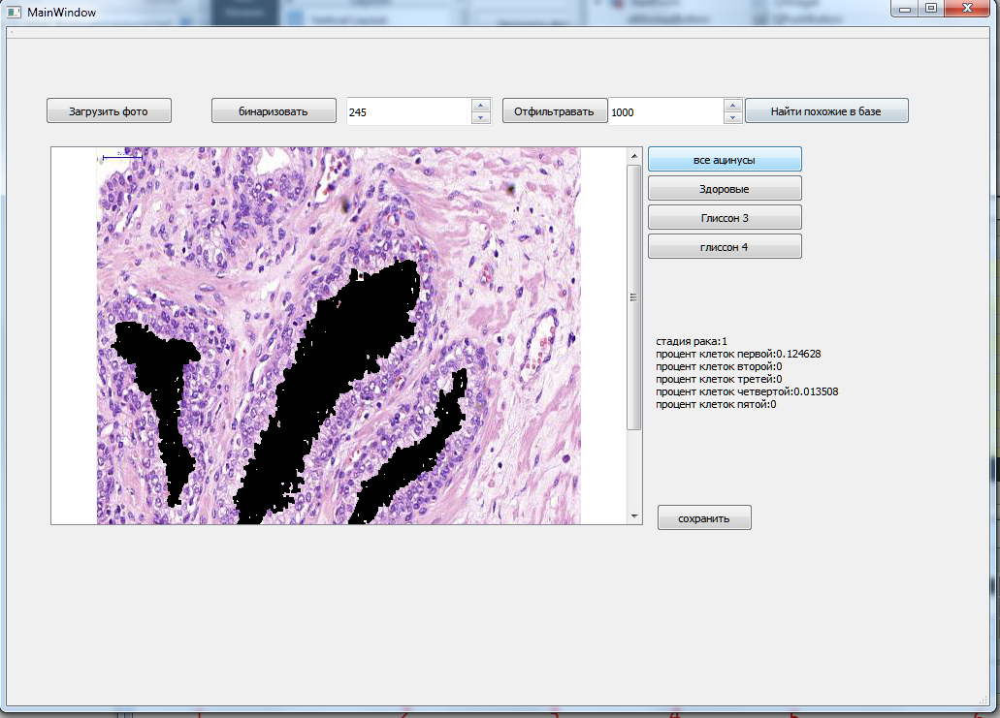 MainWindow
Загрузить фото
бинаризовать
245
Отфильтравать
1000
Найти похожие в базе
все ацинусы
Здоровые
Глиссон 3
глиссон 4
стадия рака:1
процент клеток первой:0.124628
процент клеток второй:0
процент клеток третей:0
процент клеток четвертой:0.013508
процент клеток пятой:0
сохранить